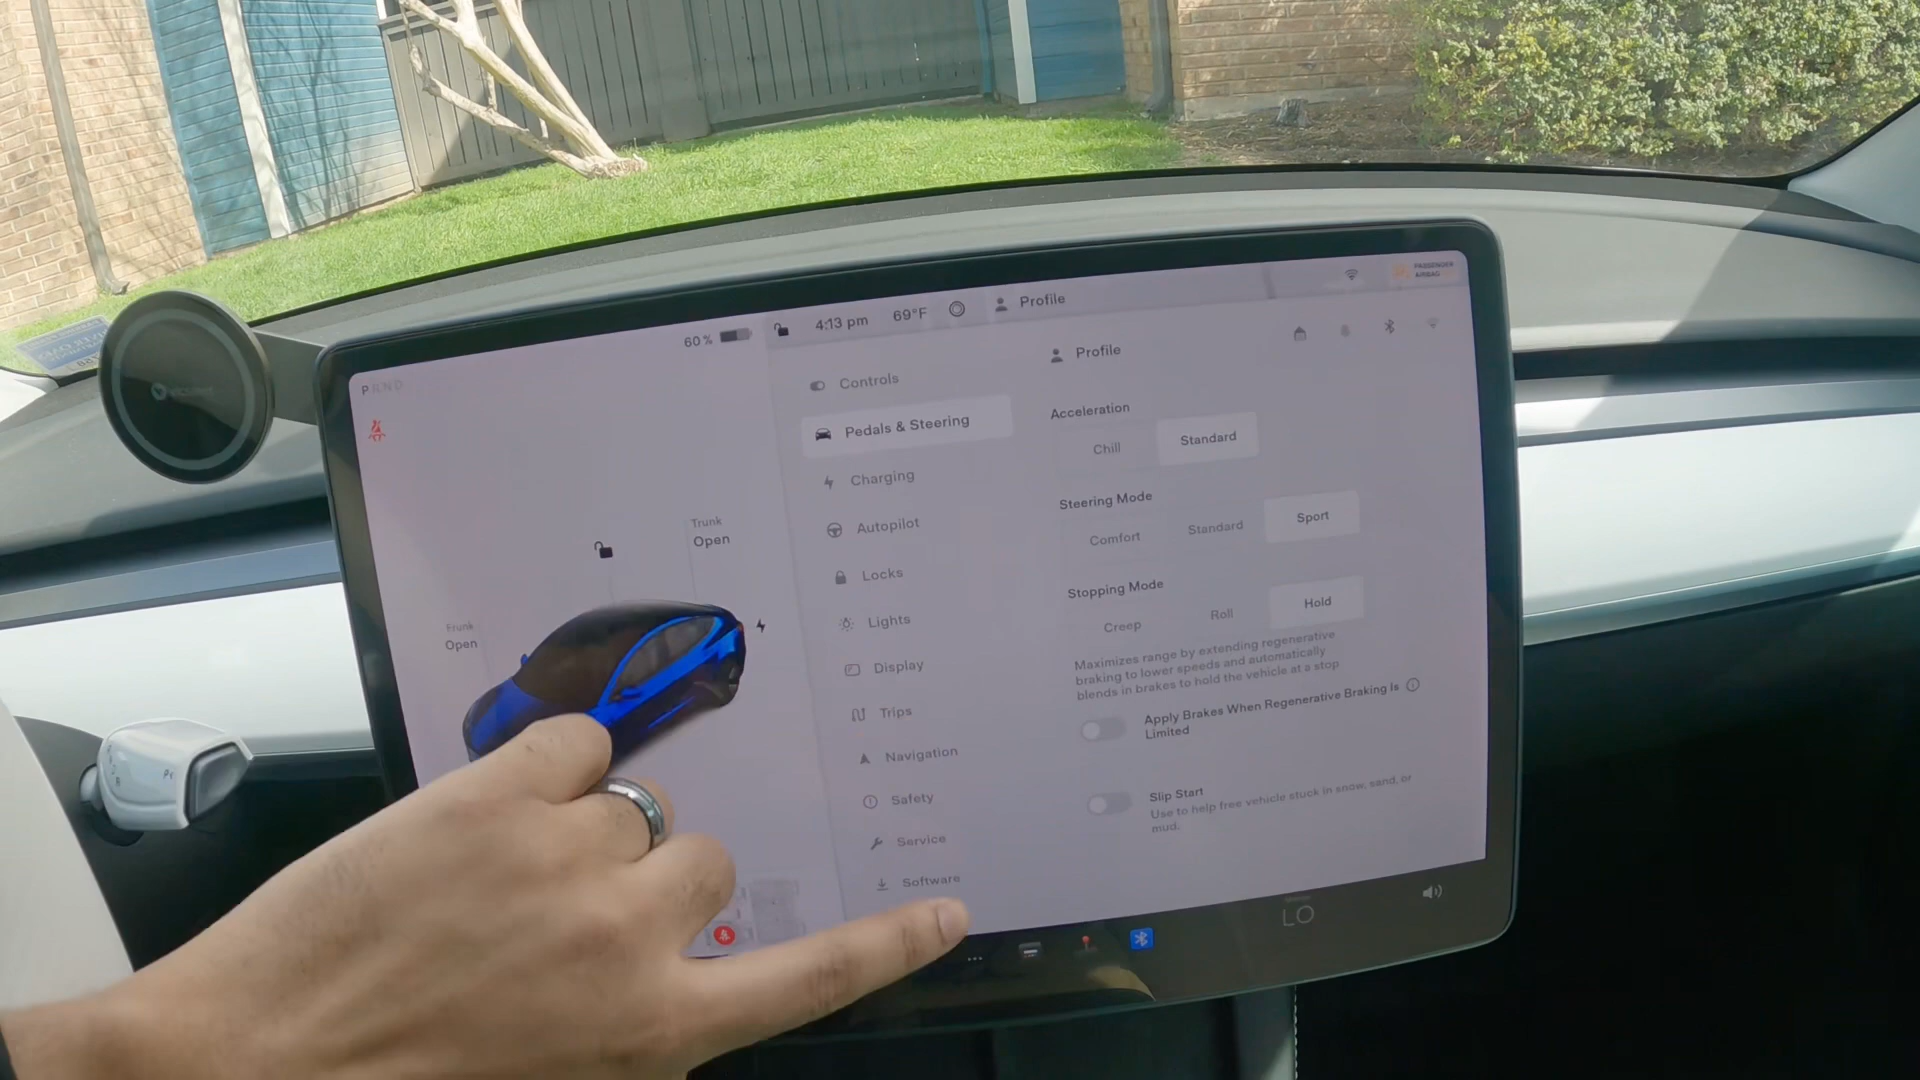 PRND
60%
4:13 pm
69°F
Profile
PASSENGER
AIRBAG
Trunk
Open
Frunk
Open
Controls
Pedals & Steering
Charging
Autopilot
Locks
Lights
Display
Trips
Navigation
Safety
Service
Software
Profile
Acceleration
Chill
Standard
Steering Mode
Comfort
Standard
Sport
Stopping Mode
Creep
Roll
Hold
Maximizes range by extending regenerative
braking to lower speeds and automatically
blends in brakes to hold the vehicle at a stop
Apply Brakes When Regenerative Braking Is
Limited
Slip Start
Use to help free vehicle stuck in snow, sand, or
mud.
LO